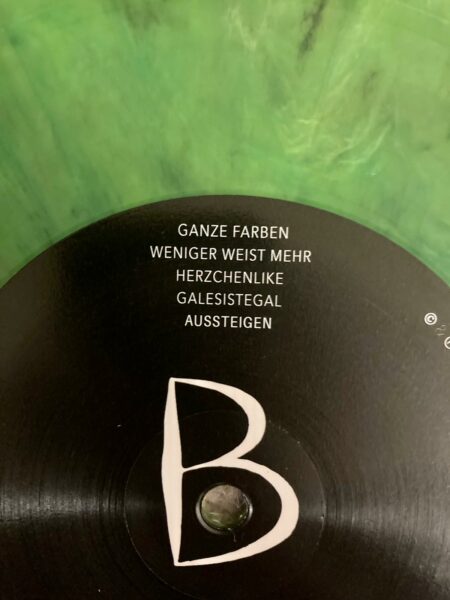 GANZE FARBEN
WENIGER WEIST MEHR
HERZCHENLIKE
GALESISTEGAL
AUSSTEIGEN
©
B